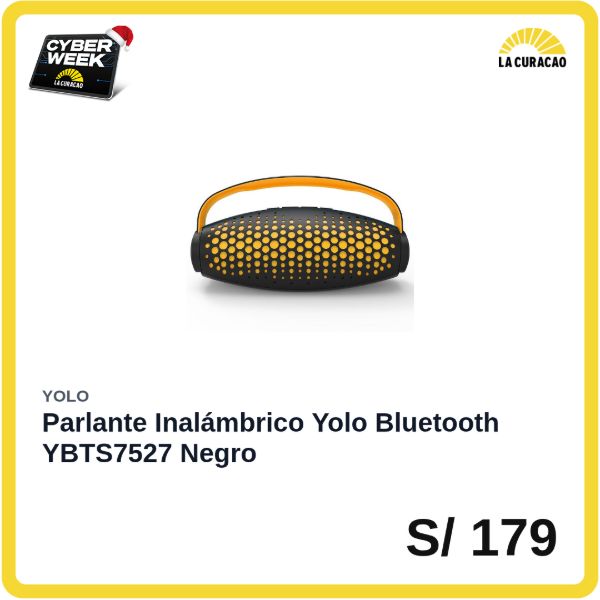 CYBER
WEEK
LA CURACAO
LA CURACAO
YOLO
Parlante Inalámbrico Yolo Bluetooth
YBTS7527 Negro
S/ 179